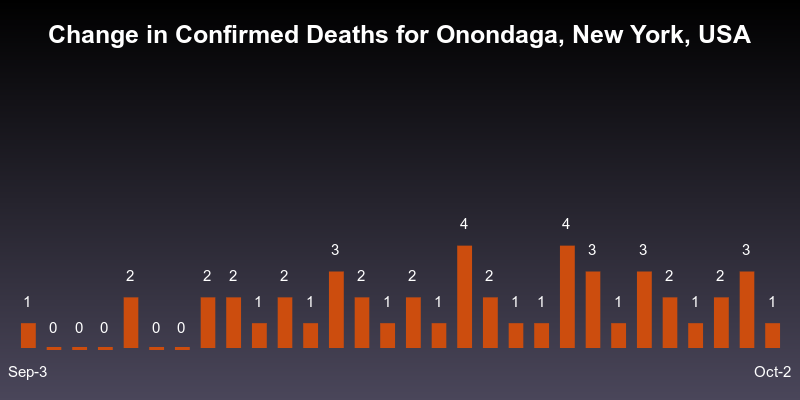 Change in Confirmed Deaths for Onondaga, New York, USA
1 0 0 0 2 0 0 2 2 1 2 1 3 2 1 2 1 4 2 1 1 4 3 1 3 2 1 2 3 1
Sep-3 Oct-2